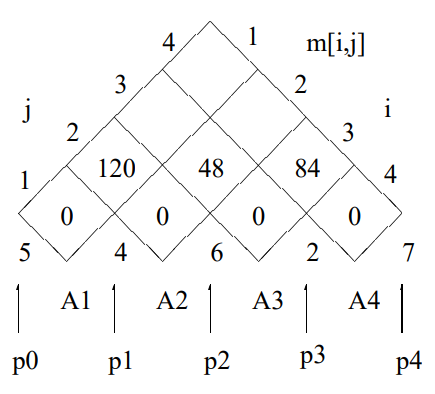 4 1 m[i,j]
3 2
j i
2 3
120 48 84
1 4
0 0 0 0
5 4 6 2 7
A1 A2 A3 A4
p0 p1 p2 p3 p4